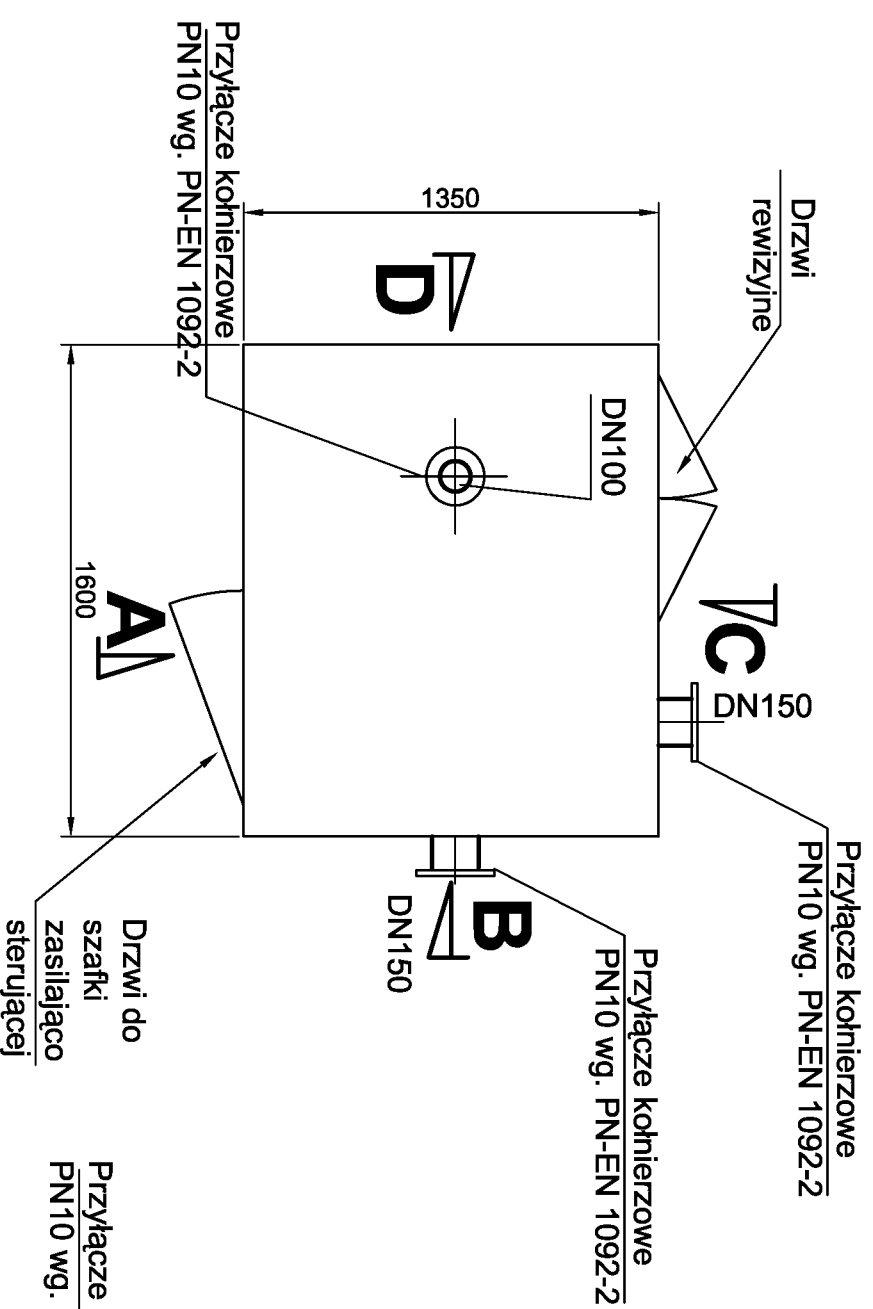 Przyłącze kołnierzowe
PN10 wg. PN-EN 1092-2
Przyłącze kołnierzowe
PN10 wg. PN-EN 1092-2
Drzwi
rewizyjne
C
DN150
DN100
B
DN150
D
1350
Przyłącze kołnierzowe
PN10 wg. PN-EN 1092-2
A
1600
Drzwi do
szafki
zasilająco
sterującej
Przyłącze
PN10 wg.